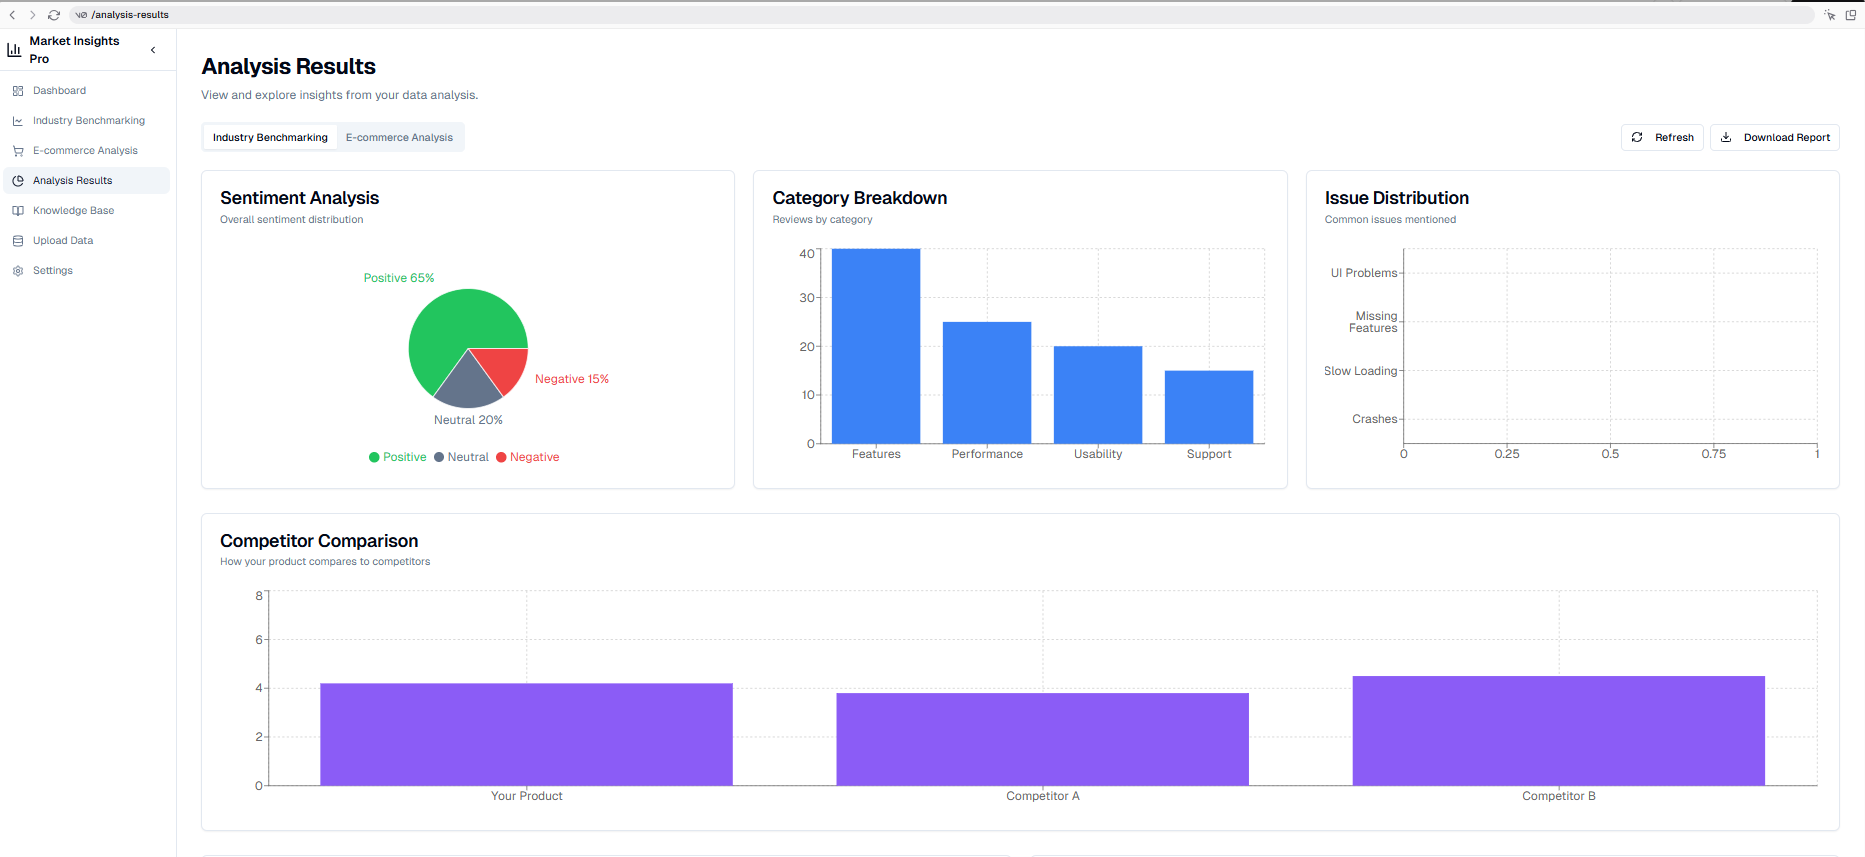 /analysis-results
Market Insights
Pro
Dashboard
Industry Benchmarking
E-commerce Analysis
Analysis Results
Knowledge Base
Upload Data
Settings
Analysis Results
View and explore insights from your data analysis.
Industry Benchmarking
E-commerce Analysis
Refresh
Download Report
Sentiment Analysis
Overall sentiment distribution
Positive 65%
Negative 15%
Neutral 20%
Positive
Neutral
Negative
Category Breakdown
Reviews by category
40
30
20
10
0
Features
Performance
Usability
Support
Issue Distribution
Common issues mentioned
UI Problems
Missing
Features
Slow Loading
Crashes
0
0.25
0.5
0.75
1
Competitor Comparison
How your product compares to competitors
8
6
4
2
0
Your Product
Competitor A
Competitor B